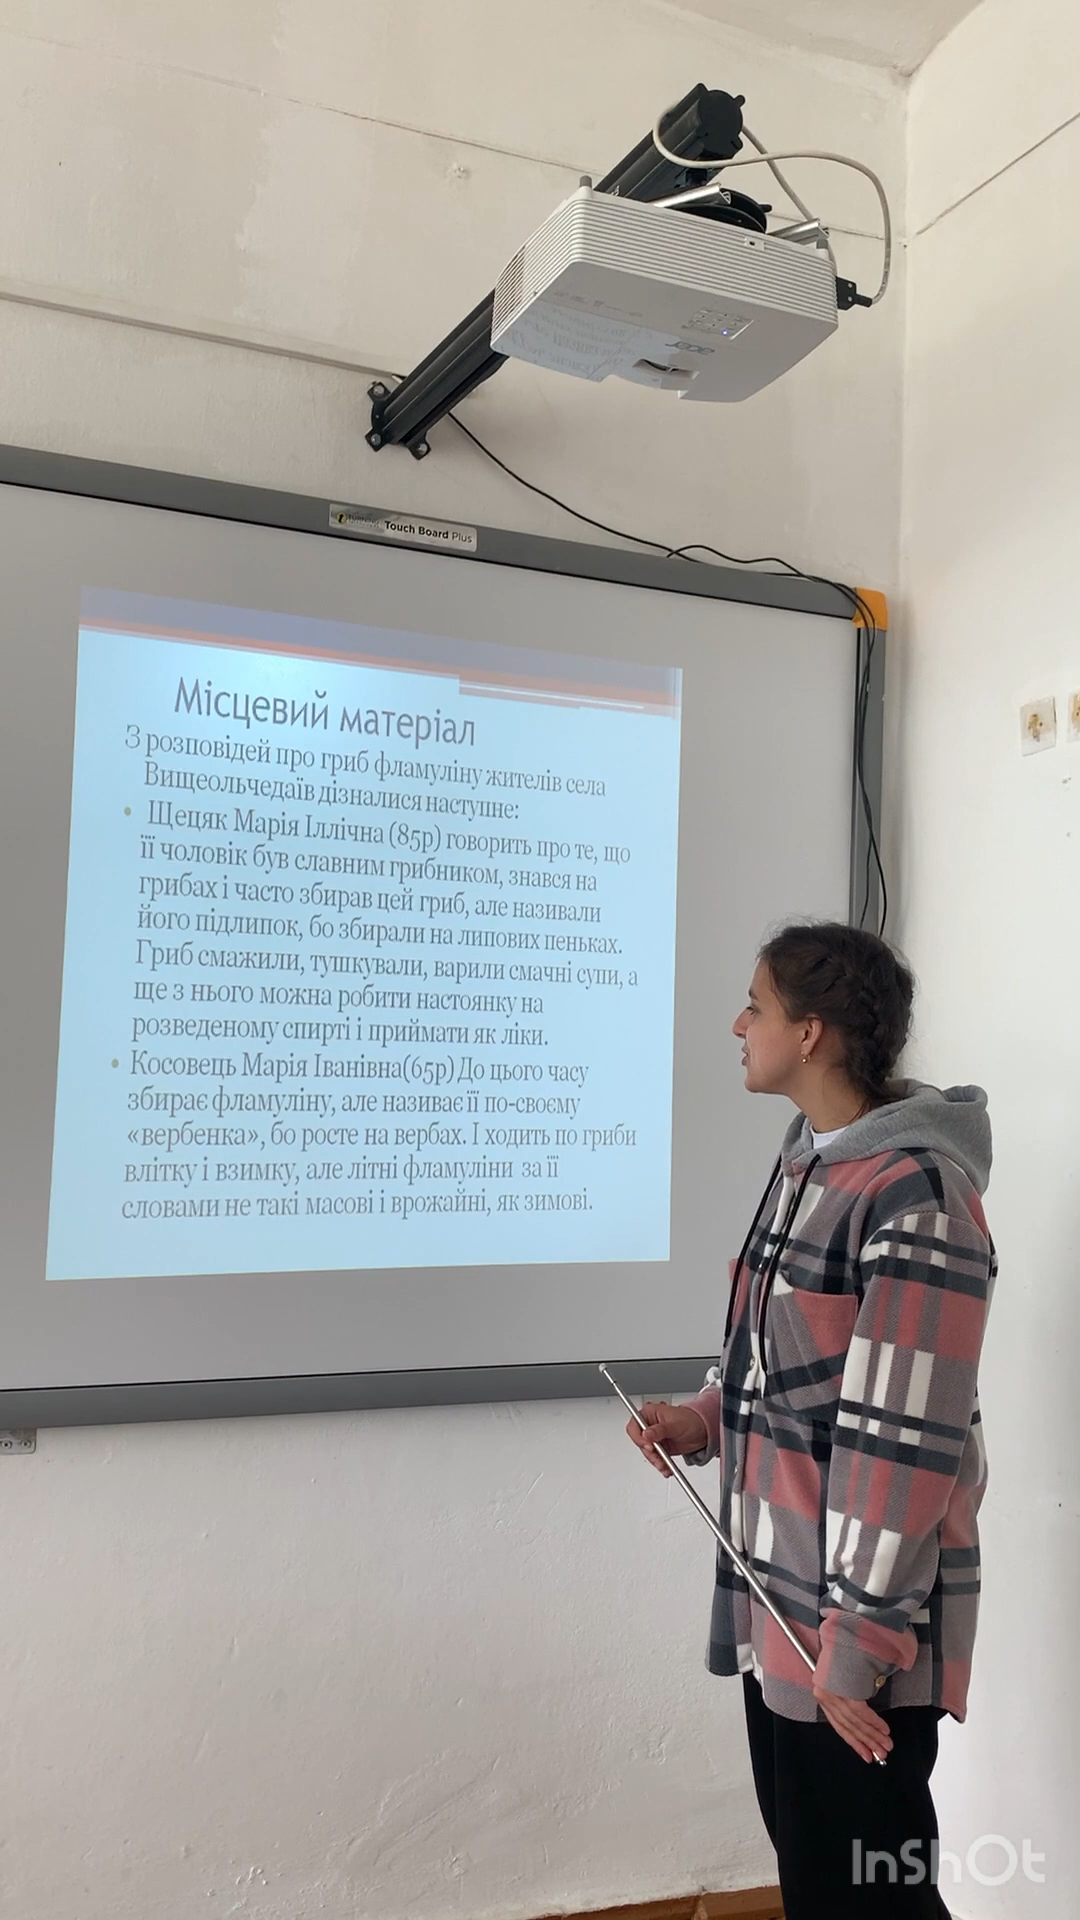 acer
TURNING Touch Board Plus
Місцевий матеріал
З розповідей про гриб фламуліну жителів села
Вищеольчедаїв дізналися наступне:
• Щецяк Марія Іллічна (85р) говорить про те, що
її чоловік був славним грибником, знався на
грибах і часто збирав цей гриб, але називали
його підлипок, бо збирали на липових пеньках.
Гриб смажили, тушкували, варили смачні супи, а
ще з нього можна робити настоянку на
розведеному спирті і приймати як ліки.
• Косовець Марія Іванівна(65р) До цього часу
збирає фламуліну, але називає її по-своєму
«вербенка», бо росте на вербах. І ходить по гриби
влітку і взимку, але літні фламуліни за її
словами не такі масові і врожайні, як зимові.
InShOt